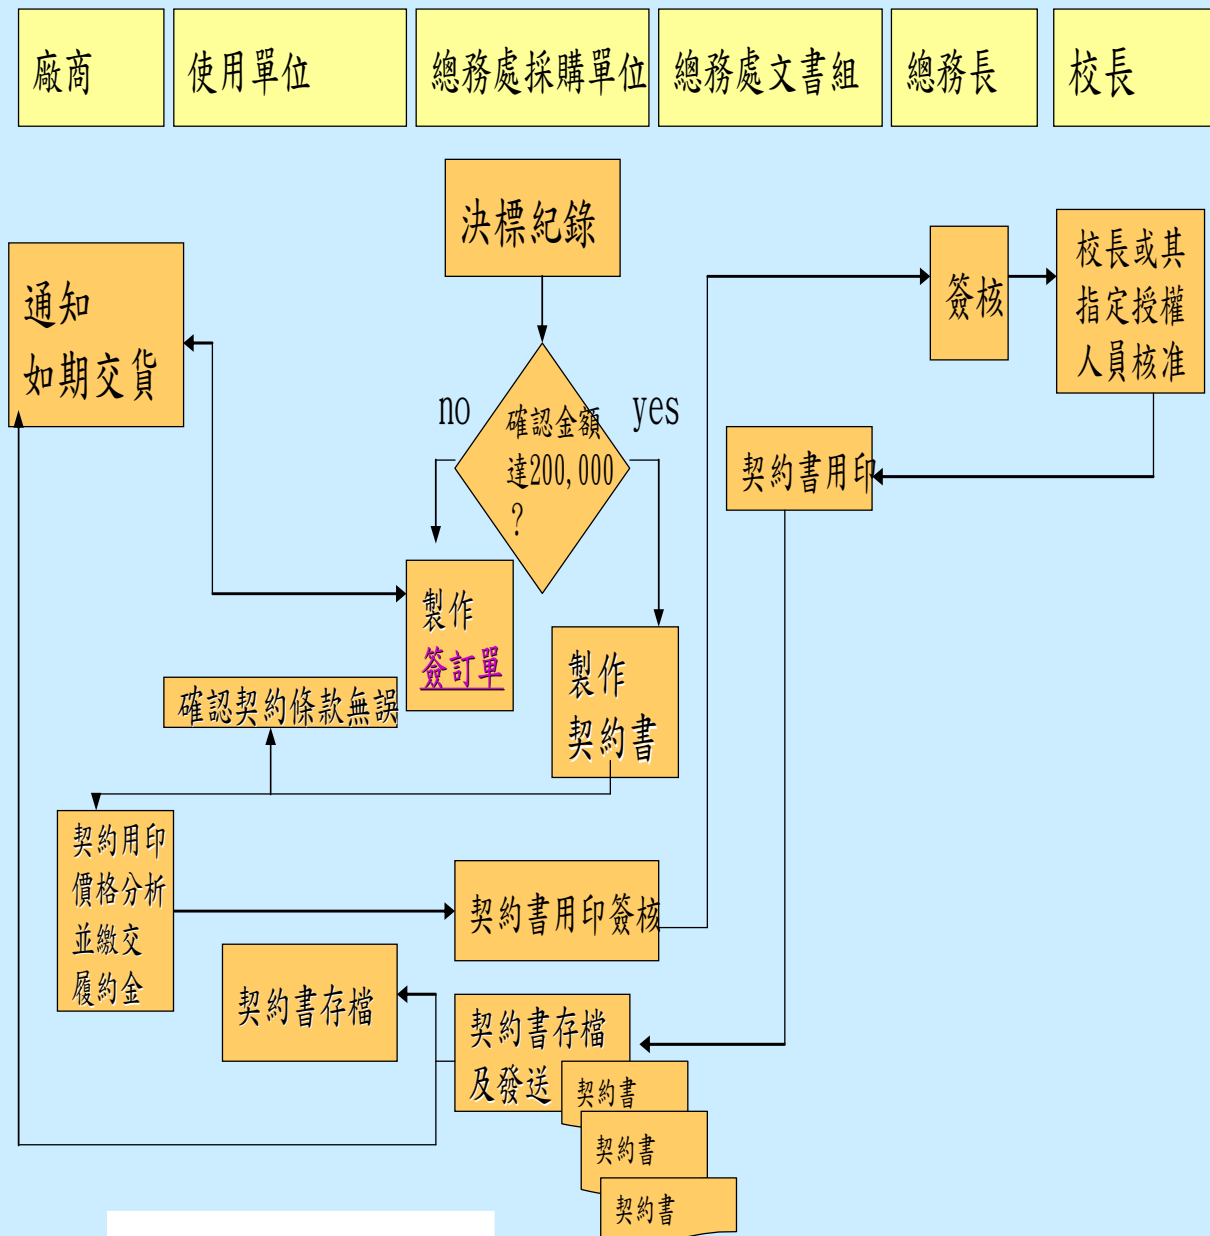 廠商
使用單位
總務處採購單位
總務處文書組
總務長
校長
決標紀錄
通知
如期交貨
簽核
校長或其
指定授權
人員核准
no
yes
確認金額
達200,000
?
契約書用印
製作
簽訂單
製作
契約書
確認契約條款無誤
契約用印
價格分析
並繳交
履約金
契約書用印簽核
契約書存檔
契約書存檔
及發送
契約書
契約書
契約書